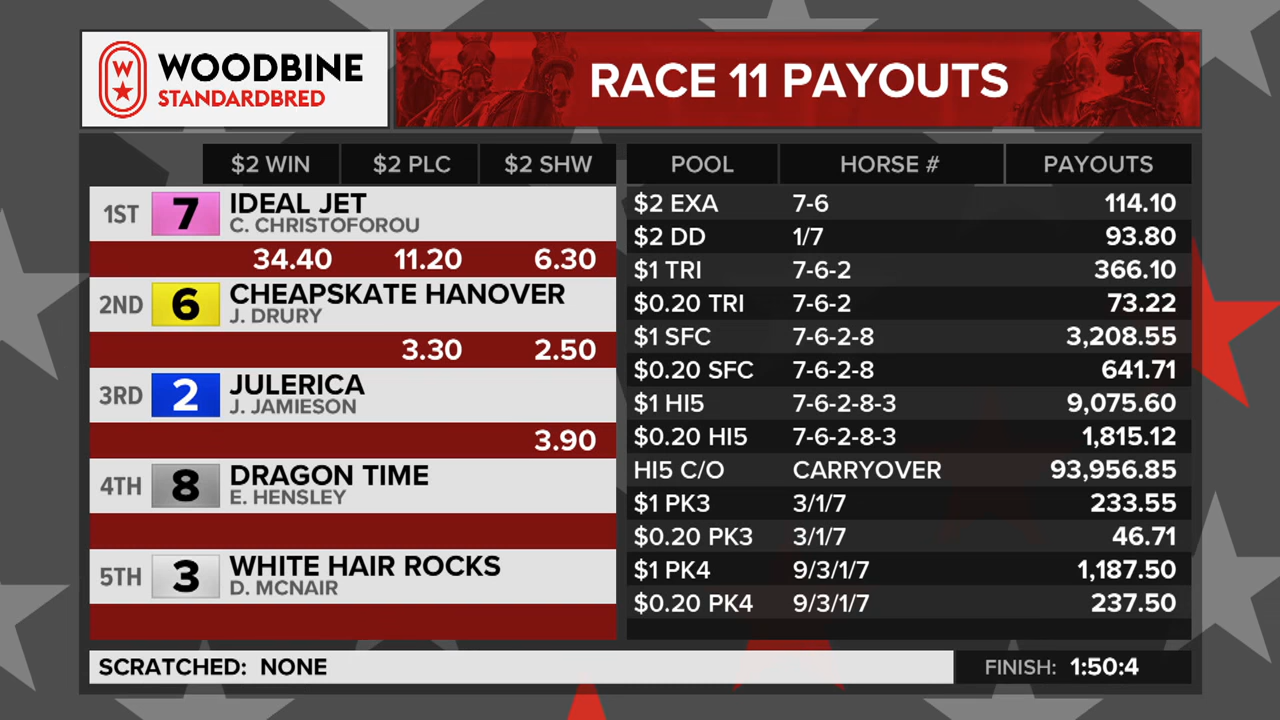 W
WOODBINE
STANDARDBRED
RACE 11 PAYOUTS
$2 WIN $2 PLC $2 SHW
1ST 7 IDEAL JET
C. CHRISTOFOROU
34.40 11.20 6.30
2ND 6 CHEAPSKATE HANOVER
J. DRURY
3.30 2.50
3RD 2 JULERICA
J. JAMIESON
3.90
4TH 8 DRAGON TIME
E. HENSLEY
5TH 3 WHITE HAIR ROCKS
D. MCNAIR
POOL HORSE # PAYOUTS
$2 EXA 7-6 114.10
$2 DD 1/7 93.80
$1 TRI 7-6-2 366.10
$0.20 TRI 7-6-2 73.22
$1 SFC 7-6-2-8 3,208.55
$0.20 SFC 7-6-2-8 641.71
$1 HI5 7-6-2-8-3 9,075.60
$0.20 HI5 7-6-2-8-3 1,815.12
HI5 C/O CARRYOVER 93,956.85
$1 PK3 3/1/7 233.55
$0.20 PK3 3/1/7 46.71
$1 PK4 9/3/1/7 1,187.50
$0.20 PK4 9/3/1/7 237.50
SCRATCHED: NONE
FINISH: 1:50:4